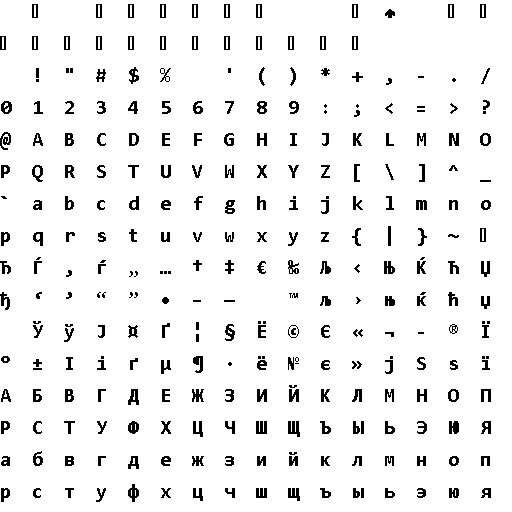 ! " # $ % ' ( ) * + , - . /
0 1 2 3 4 5 6 7 8 9 : ; < = > ?
@ A B C D E F G H I J K L M N O
P Q R S T U V W X Y Z [ \ ] ^ _
` a b c d e f g h i j k l m n o
p q r s t u v w x y z { | } ~
Ђ Ѓ ‚ ѓ „ … † ‡ € ‰ Љ ‹ Њ Ќ Ћ Џ
ђ ‘ ’ “ ” • – — ™ љ › њ ќ ћ џ
Ў ў Ј ¤ Ґ ¦ § Ё © Є « ¬ - ® Ї
° ± І і ґ µ ¶ · ё № є » ј Ѕ ѕ ї
А Б В Г Д Е Ж З И Й К Л М Н О П
Р С Т У Ф Х Ц Ч Ш Щ Ъ Ы Ь Э Ю Я
а б в г д е ж з и й к л м н о п
р с т у ф х ц ч ш щ ъ ы ь э ю я